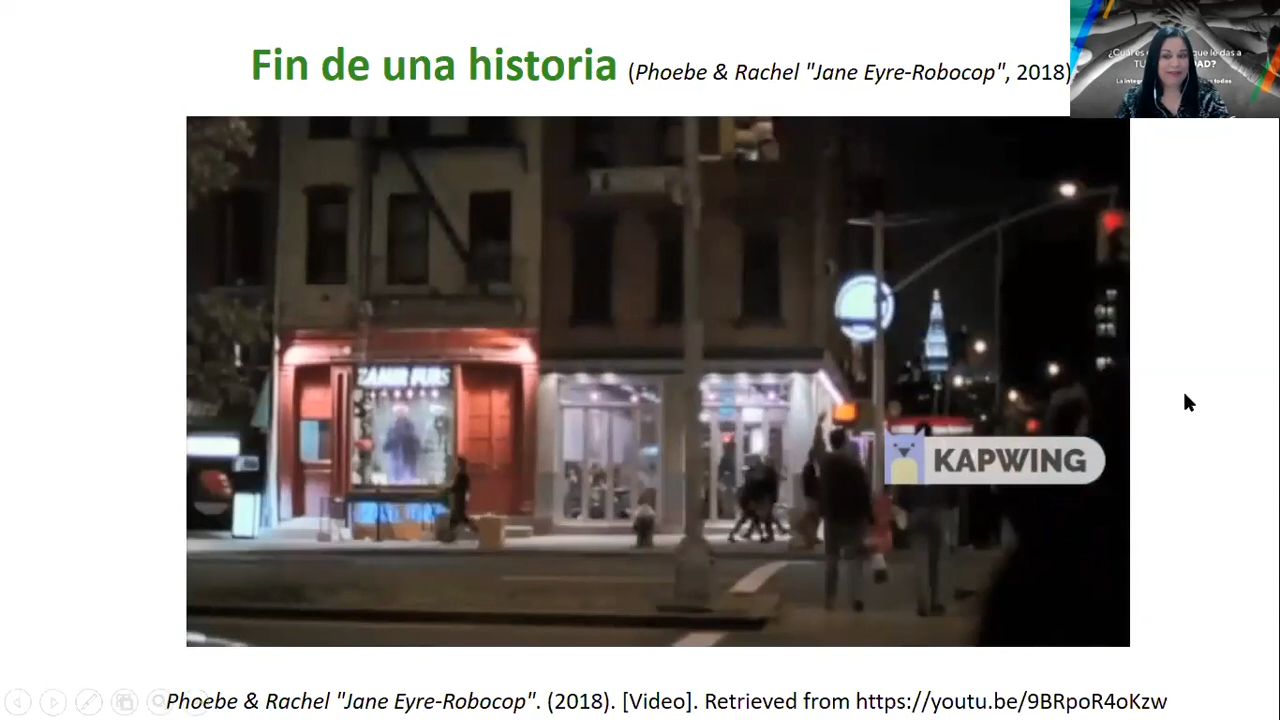 Fin de una historia (Phoebe & Rachel "Jane Eyre-Robocop", 2018)
ZAMIR FURS
KAPWING
Phoebe & Rachel "Jane Eyre-Robocop". (2018). [Video]. Retrieved from https://youtu.be/9BRpoR4oKzw